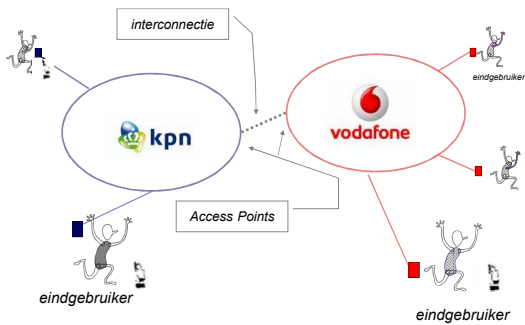 interconnectie
eindgebruiker
kpn
vodafone
Access Points
eindgebruiker
eindgebruiker